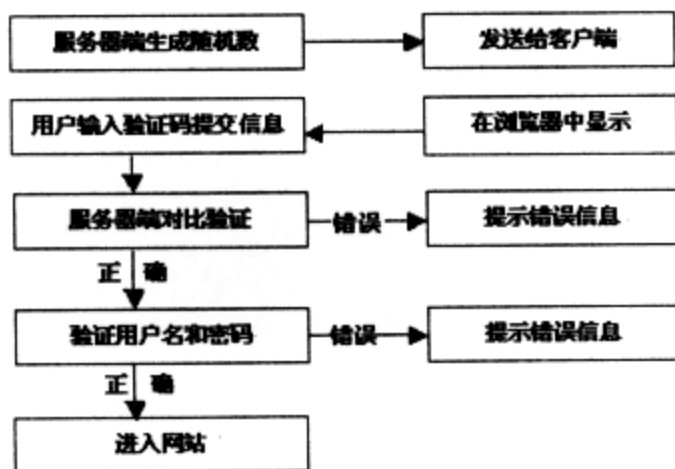 服务器端生成随机数
发送给客户端
用户输入验证码提交信息
在浏览器中显示
服务器端对比验证
错误
提示错误信息
正确
验证用户名和密码
错误
提示错误信息
正确
进入网站